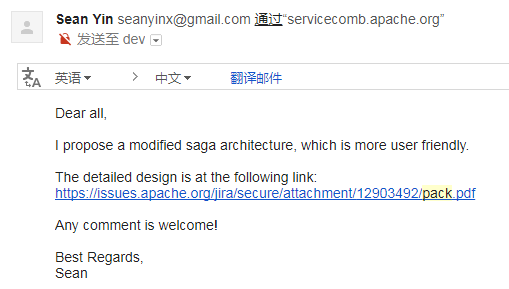 Sean Yin seanyinx@gmail.com 通过“servicecomb.apache.org”
发送至 dev
英语 中文 翻译邮件
Dear all,
I propose a modified saga architecture, which is more user friendly.
The detailed design is at the following link:
https://issues.apache.org/jira/secure/attachment/12903492/pack.pdf
Any comment is welcome!
Best Regards,
Sean